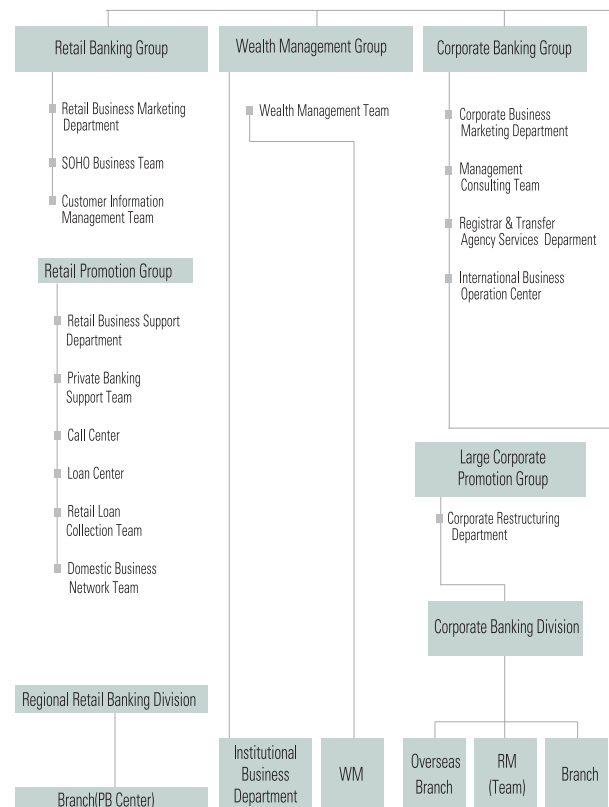 Retail Banking Group
Retail Business Marketing
Department
SOHO Business Team
Customer Information
Management Team
Retail Promotion Group
Retail Business Support
Department
Private Banking
Support Team
Call Center
Loan Center
Retail Loan
Collection Team
Domestic Business
Network Team
Regional Retail Banking Division
Branch(PB Center)
Wealth Management Group
Wealth Management Team
Institutional
Business
Department
WM
Corporate Banking Group
Corporate Business
Marketing Department
Management
Consulting Team
Registrar & Transfer
Agency Services Deparment
International Business
Operation Center
Large Corporate
Promotion Group
Corporate Restructuring
Department
Corporate Banking Division
Overseas
Branch
RM
(Team)
Branch